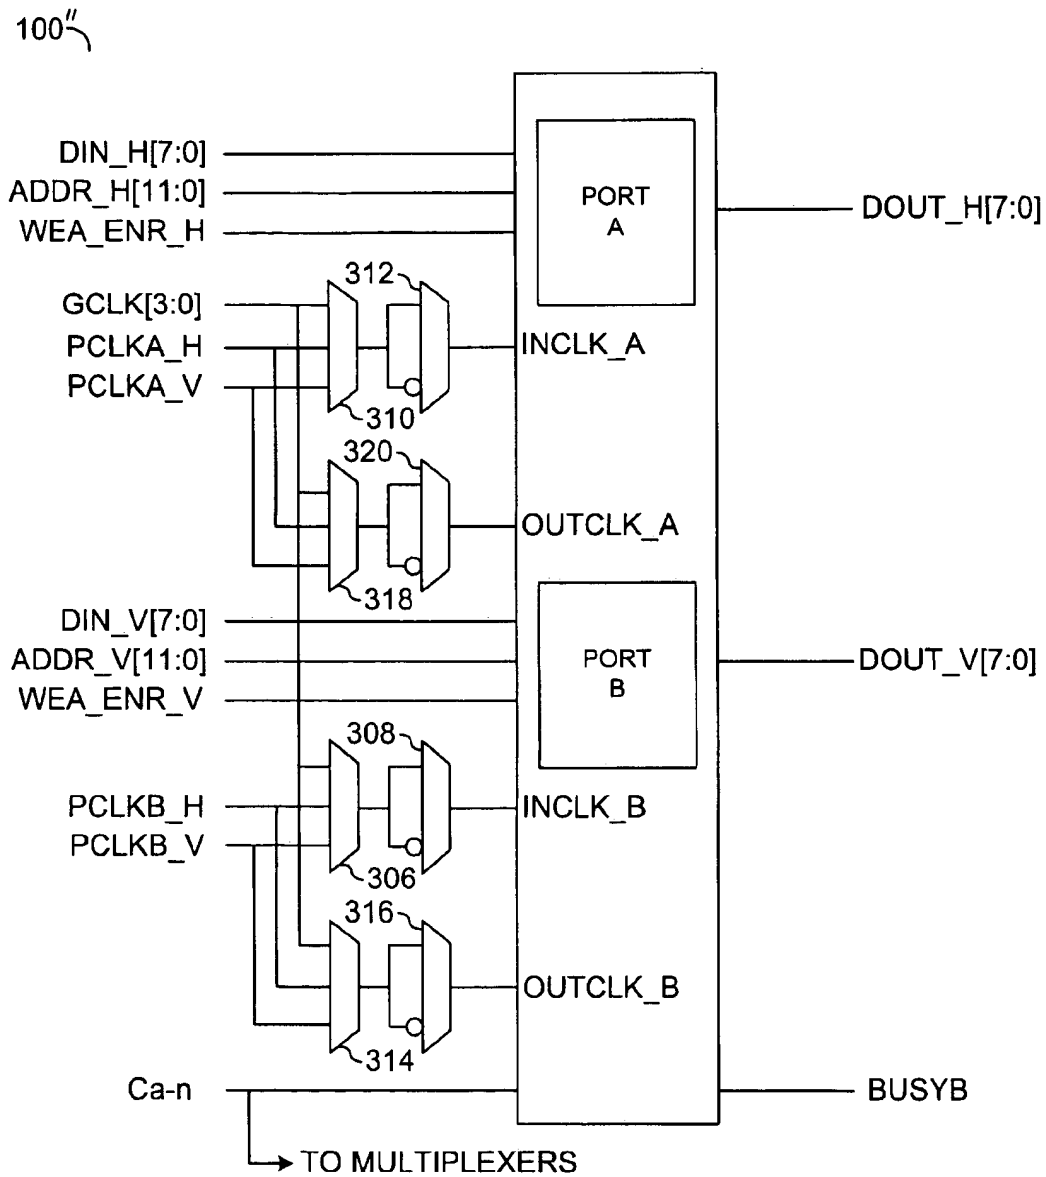 100"
DIN_H[7:0]
ADDR_H[11:0]
WEA_ENR_H
PORT
A
DOUT_H[7:0]
312
GCLK[3:0]
PCLKA_H
PCLKA_V
INCLK_A
310
320
OUTCLK_A
318
DIN_V[7:0]
ADDR_V[11:0]
WEA_ENR_V
PORT
B
DOUT_V[7:0]
308
PCLKB_H
PCLKB_V
INCLK_B
306
316
OUTCLK_B
314
Ca-n
BUSYB
TO MULTIPLEXERS